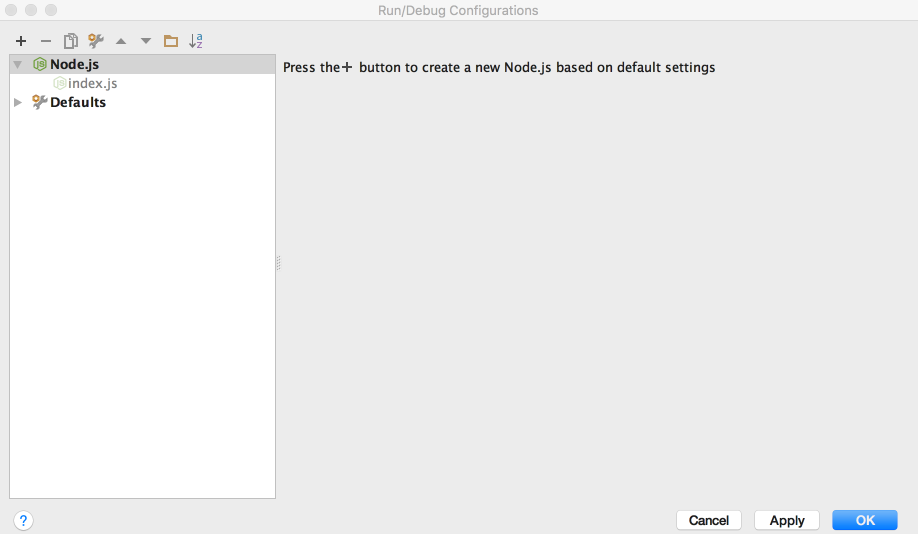 Run/Debug Configurations
Node.js
index.js
Defaults
Press the + button to create a new Node.js based on default settings
?
Cancel
Apply
OK